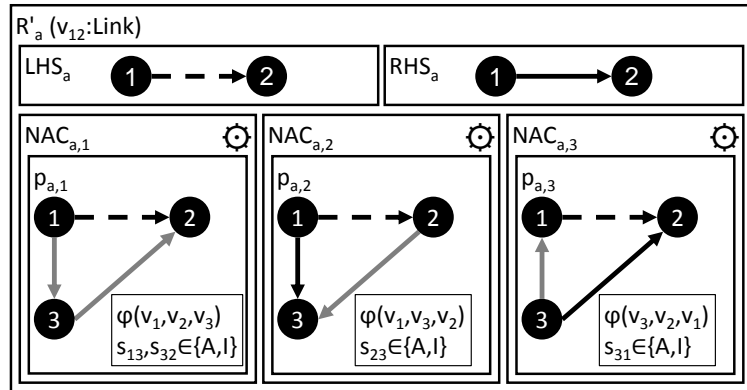 R'ₐ (v₁₂:Link)
LHSₐ
1 2
RHSₐ
1 2
NACₐ,₁
pₐ,₁
1 2
3
φ(v₁,v₂,v₃)
s₁₃,s₃₂∈{A,I}
NACₐ,₂
pₐ,₂
1 2
3
φ(v₁,v₃,v₂)
s₂₃∈{A,I}
NACₐ,₃
pₐ,₃
1 2
3
φ(v₃,v₂,v₁)
s₃₁∈{A,I}